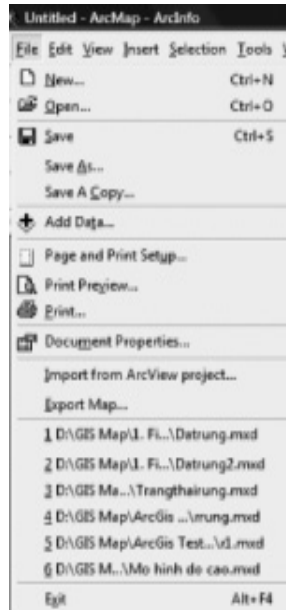 Untitled - ArcMap - ArcInfo
File Edit View Insert Selection Tools
New... Ctrl+N
Open... Ctrl+O
Save Ctrl+S
Save As...
Save A Copy...
Add Data...
Page and Print Setup...
Print Preview...
Print...
Document Properties...
Import from ArcView project...
Export Map...
1 D:\GIS Map\1. Fi...\Datrung.mxd
2 D:\GIS Map\1. Fi...\Datrung2.mxd
3 D:\GIS Ma...\Trangthairung.mxd
4 D:\GIS Map\ArcGis ...\rrung.mxd
5 D:\GIS Map\ArcGis Test...\r1.mxd
6 D:\GIS M...\Mo hinh do cao.mxd
Exit Alt+F4